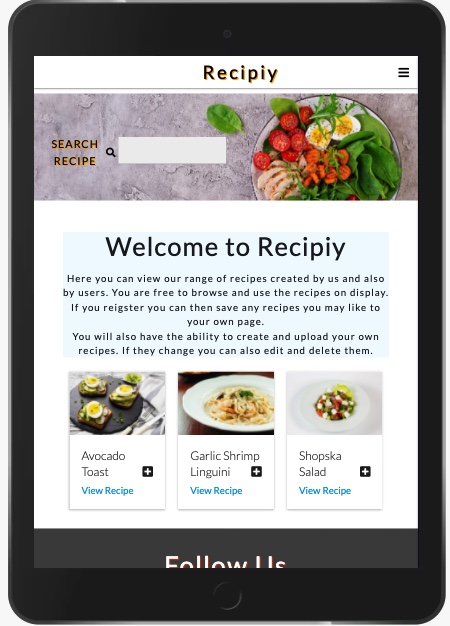 Recipiy
SEARCH
RECIPE
Welcome to Recipiy
Here you can view our range of recipes created by us and also
by users. You are free to browse and use the recipes on display.
If you reigster you can then save any recipes you may like to
your own page.
You will also have the ability to create and upload your own
recipes. If they change you can also edit and delete them.
Avocado
Toast
View Recipe
Garlic Shrimp
Linguini
View Recipe
Shopska
Salad
View Recipe
Follow Us